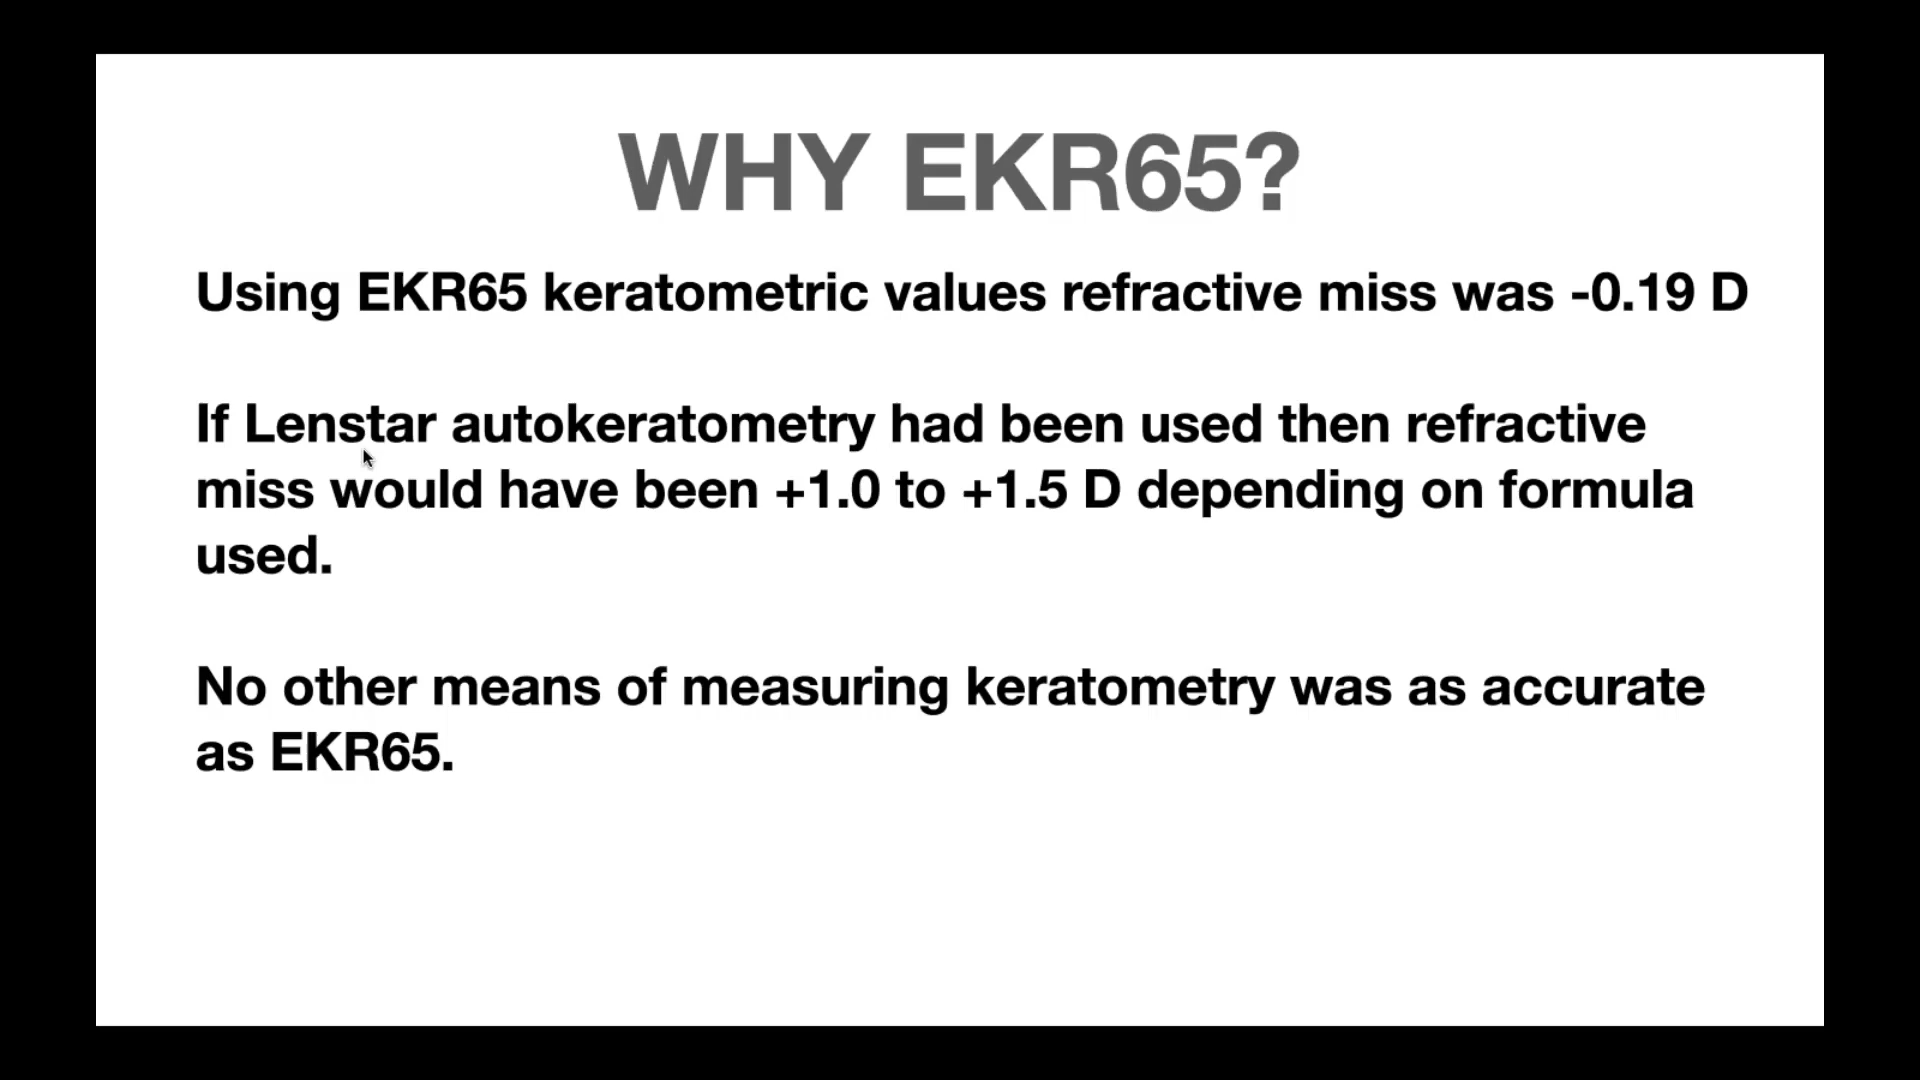 WHY EKR65?
Using EKR65 keratometric values refractive miss was -0.19 D
If Lenstar autokeratometry had been used then refractive
miss would have been +1.0 to +1.5 D depending on formula
used.
No other means of measuring keratometry was as accurate
as EKR65.